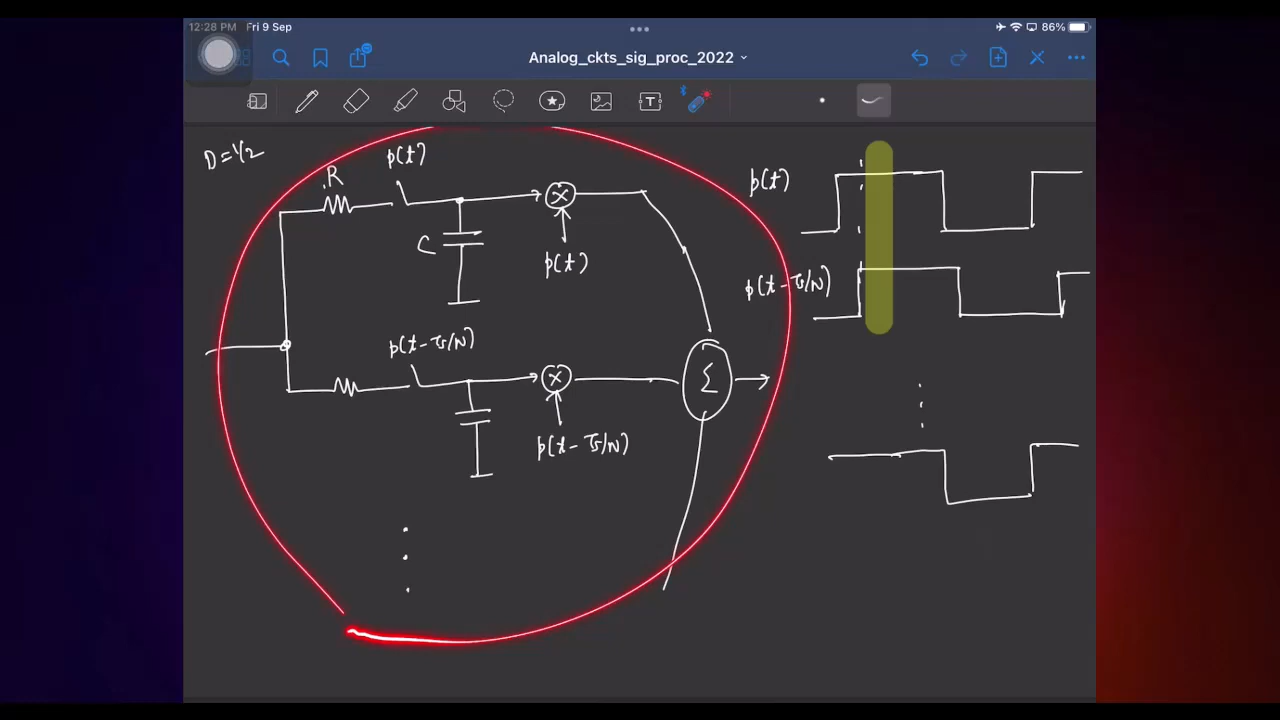 12:28 PM Fri 9 Sep
86%
Analog_ckts_sig_proc_2022
T
D=1/2
p(t)
R
C
x
p(t)
p(t-Ts/N)
x
p(t-Ts/N)
Σ
p(t)
p(t-Ts/N)